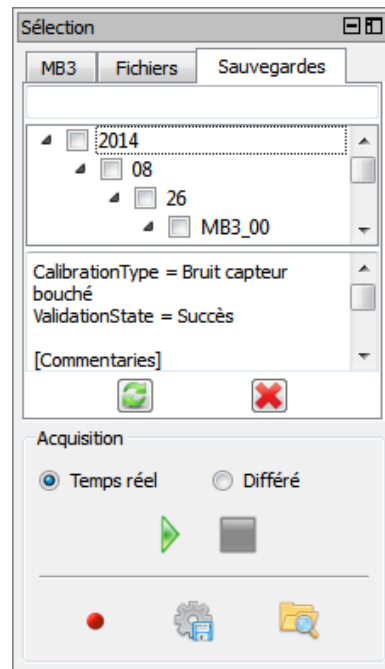 Sélection
MB3 Fichiers Sauvegardes
2014
08
26
MB3_00
CalibrationType = Bruit capteur
bouché
ValidationState = Succès
[Commentaries]
Acquisition
Temps réel Différé